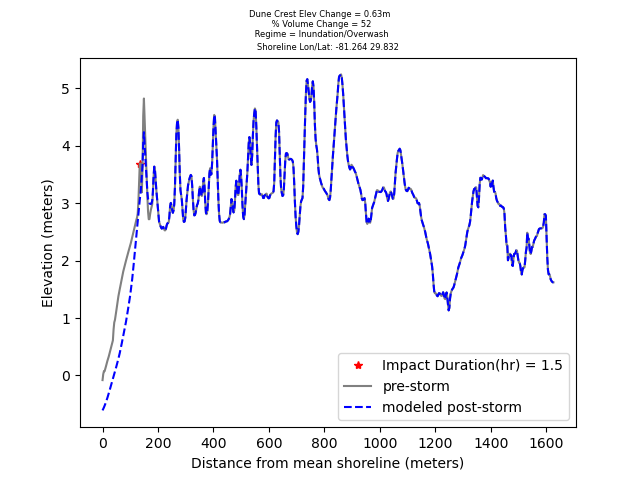 Dune Crest Elev Change = 0.63m
% Volume Change = 52
Regime = Inundation/Overwash
Shoreline Lon/Lat: -81.264 29.832
Elevation (meters)
5
4
3
2
1
0
Impact Duration(hr) = 1.5
pre-storm
modeled post-storm
0 200 400 600 800 1000 1200 1400 1600
Distance from mean shoreline (meters)